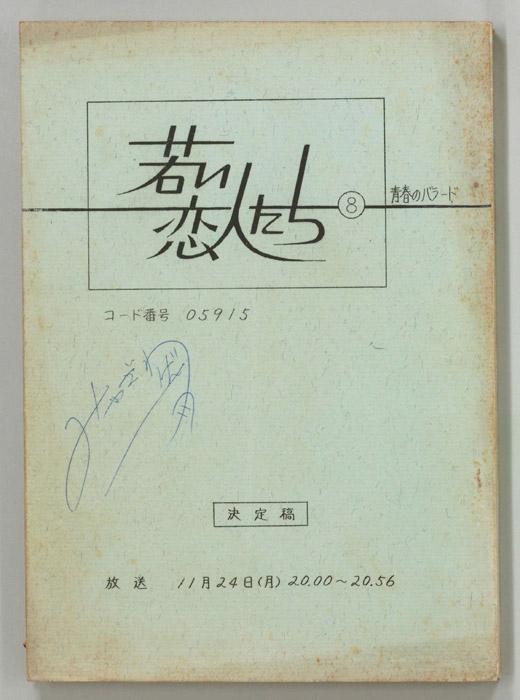 若い
恋人たち
⑧ 青春のバラード
コード番号 05915
決定稿
放送 11月24日(月)20.00～20.56